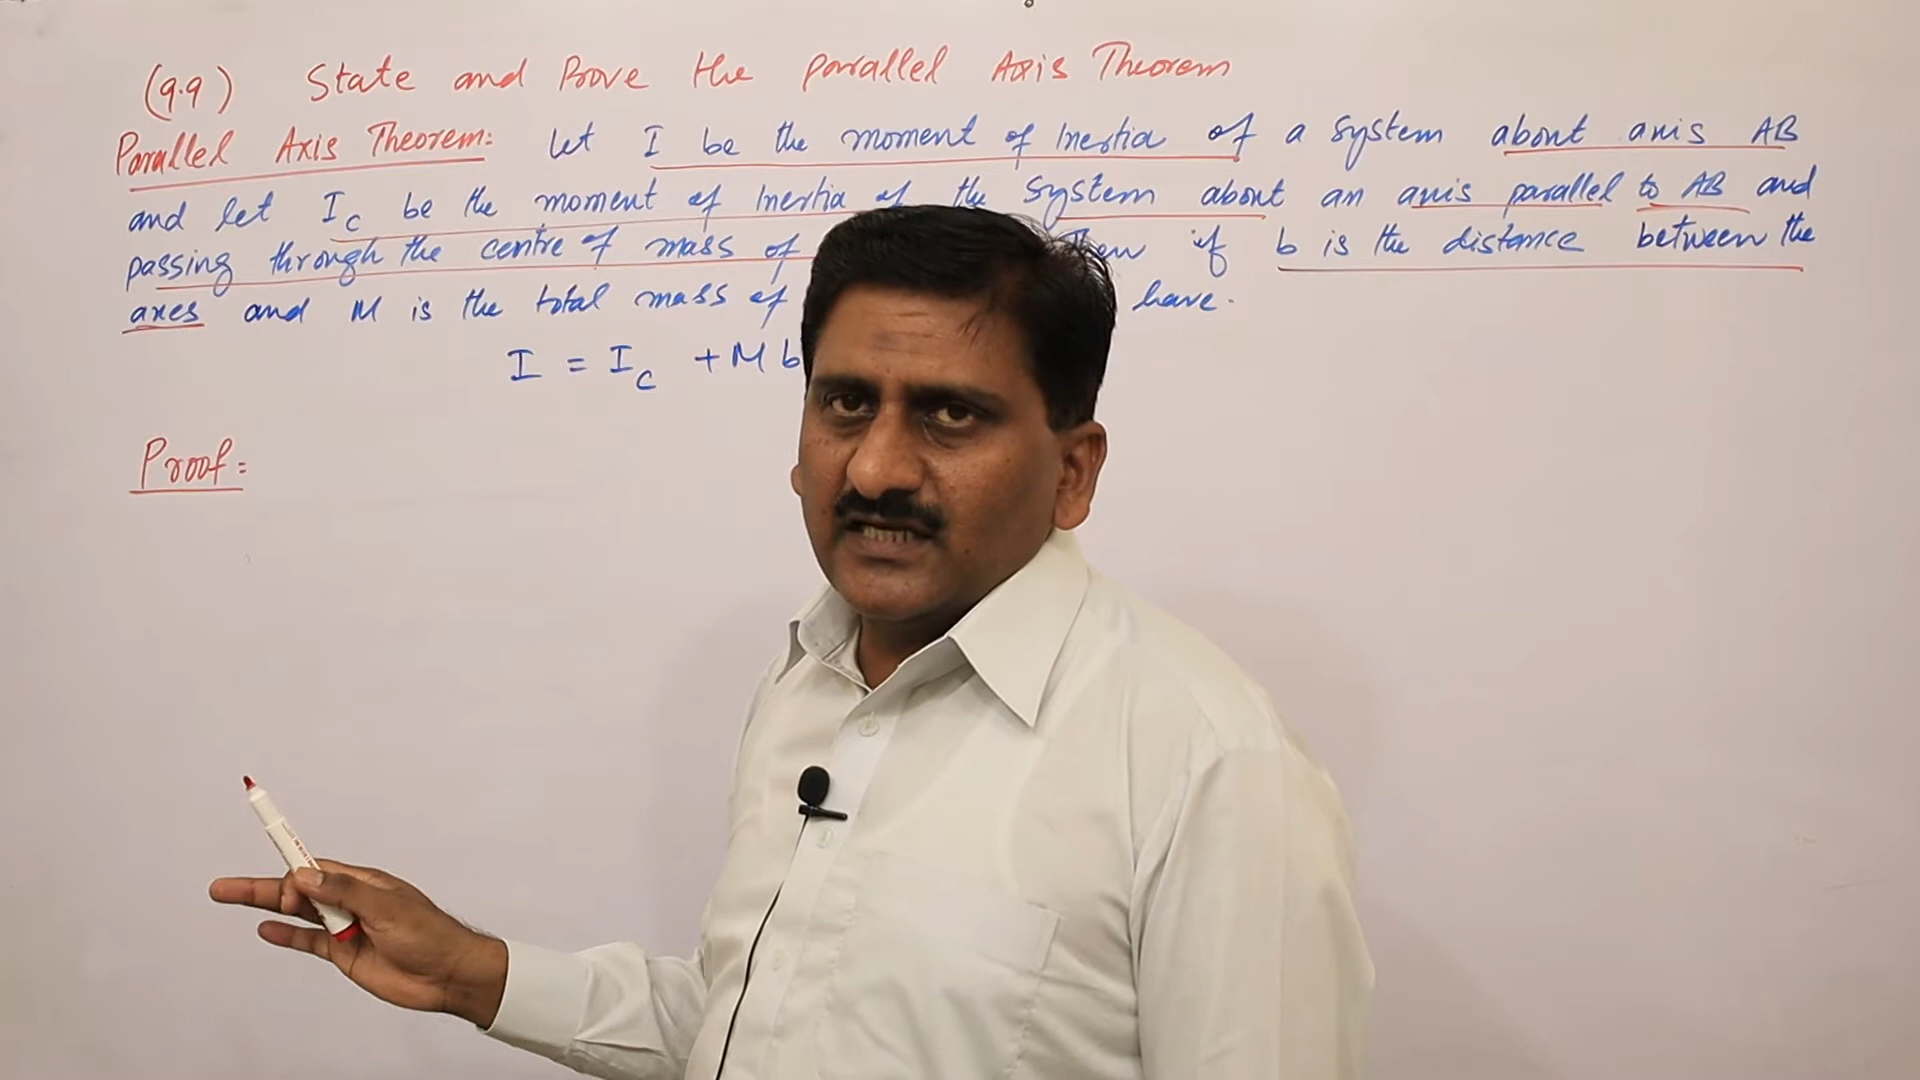 (9.9) State and Prove the parallel Axis Theorem
Parallel Axis Theorem: Let I be the moment of Inertia of a system about axis AB
and let I_c be the moment of Inertia of the system about an axis parallel to AB and
passing through the centre of mass of if b is the distance between the
axes and M is the total mass of have.
I = I_c + M b
Proof: